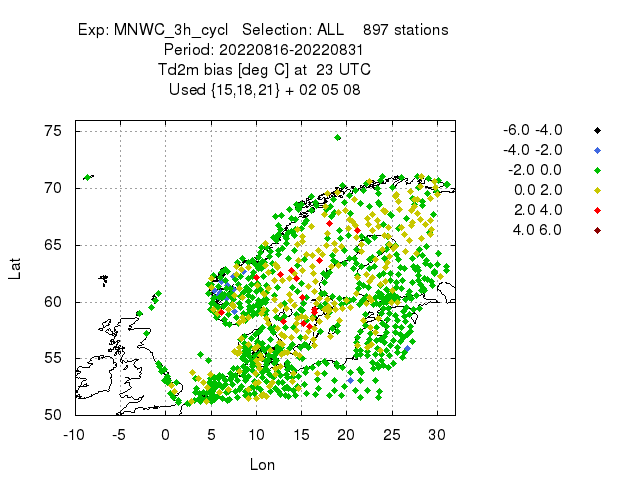 Exp: MNWC_3h_cycl Selection: ALL 897 stations
Period: 20220816-20220831
Td2m bias [deg C] at 23 UTC
Used {15,18,21} + 02 05 08
-6.0 -4.0
-4.0 -2.0
-2.0 0.0
0.0 2.0
2.0 4.0
4.0 6.0
75
70
65
60
55
50
Lat
-10 -5 0 5 10 15 20 25 30
Lon